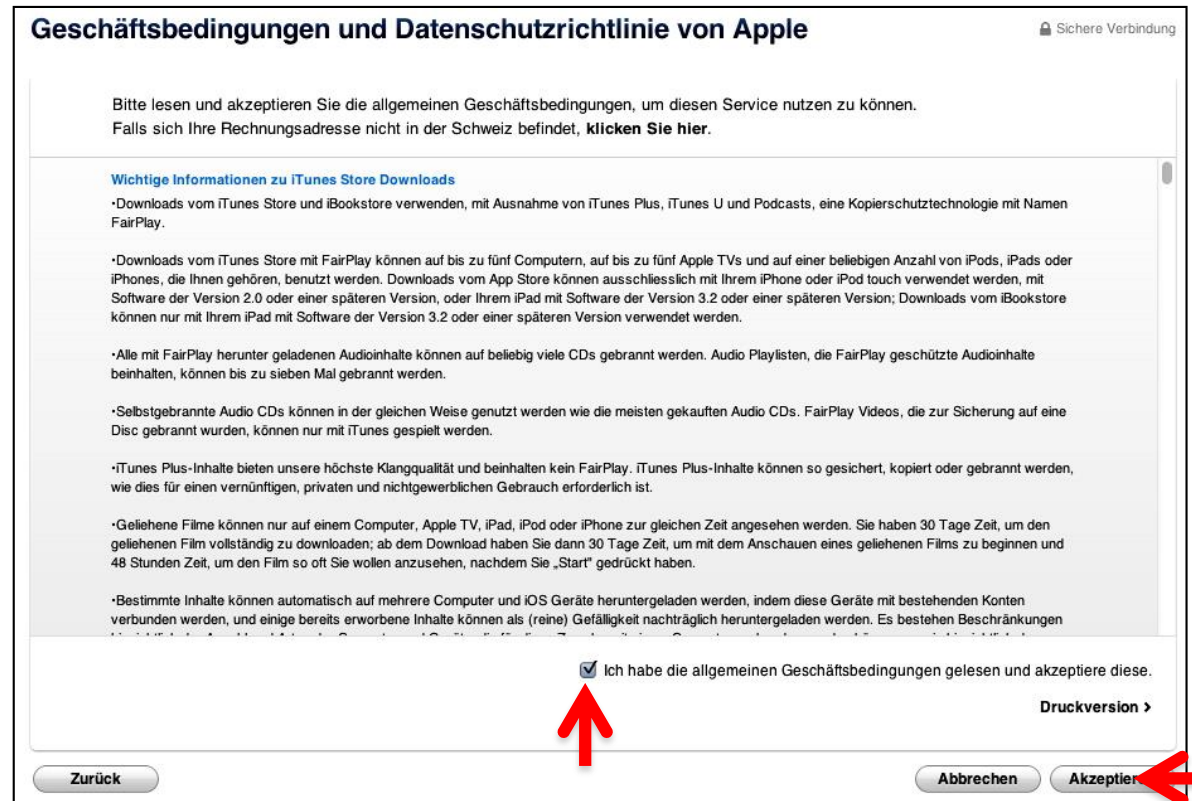 Geschäftsbedingungen und Datenschutzrichtlinie von Apple
Sichere Verbindung
Bitte lesen und akzeptieren Sie die allgemeinen Geschäftsbedingungen, um diesen Service nutzen zu können.
Falls sich Ihre Rechnungsadresse nicht in der Schweiz befindet, klicken Sie hier.
Wichtige Informationen zu iTunes Store Downloads
•Downloads vom iTunes Store und iBookstore verwenden, mit Ausnahme von iTunes Plus, iTunes U und Podcasts, eine Kopierschutztechnologie mit Namen
FairPlay.
•Downloads vom iTunes Store mit FairPlay können auf bis zu fünf Computern, auf bis zu fünf Apple TVs und auf einer beliebigen Anzahl von iPods, iPads oder
iPhones, die Ihnen gehören, benutzt werden. Downloads vom App Store können ausschliesslich mit Ihrem iPhone oder iPod touch verwendet werden, mit
Software der Version 2.0 oder einer späteren Version, oder Ihrem iPad mit Software der Version 3.2 oder einer späteren Version; Downloads vom iBookstore
können nur mit Ihrem iPad mit Software der Version 3.2 oder einer späteren Version verwendet werden.
•Alle mit FairPlay herunter geladenen Audioinhalte können auf beliebig viele CDs gebrannt werden. Audio Playlisten, die FairPlay geschützte Audioinhalte
beinhalten, können bis zu sieben Mal gebrannt werden.
•Selbstgebrannte Audio CDs können in der gleichen Weise genutzt werden wie die meisten gekauften Audio CDs. FairPlay Videos, die zur Sicherung auf eine
Disc gebrannt wurden, können nur mit iTunes gespielt werden.
•iTunes Plus-Inhalte bieten unsere höchste Klangqualität und beinhalten kein FairPlay. iTunes Plus-Inhalte können so gesichert, kopiert oder gebrannt werden,
wie dies für einen vernünftigen, privaten und nichtgewerblichen Gebrauch erforderlich ist.
•Geliehene Filme können nur auf einem Computer, Apple TV, iPad, iPod oder iPhone zur gleichen Zeit angesehen werden. Sie haben 30 Tage Zeit, um den
geliehenen Film vollständig zu downloaden; ab dem Download haben Sie dann 30 Tage Zeit, um mit dem Anschauen eines geliehenen Films zu beginnen und
48 Stunden Zeit, um den Film so oft Sie wollen anzusehen, nachdem Sie „Start" gedrückt haben.
•Bestimmte Inhalte können automatisch auf mehrere Computer und iOS Geräte heruntergeladen werden, indem diese Geräte mit bestehenden Konten
verbunden werden, und einige bereits erworbene Inhalte können als (reine) Gefälligkeit nachträglich heruntergeladen werden. Es bestehen Beschränkungen
Ich habe die allgemeinen Geschäftsbedingungen gelesen und akzeptiere diese.
Druckversion >
Zurück
Abbrechen